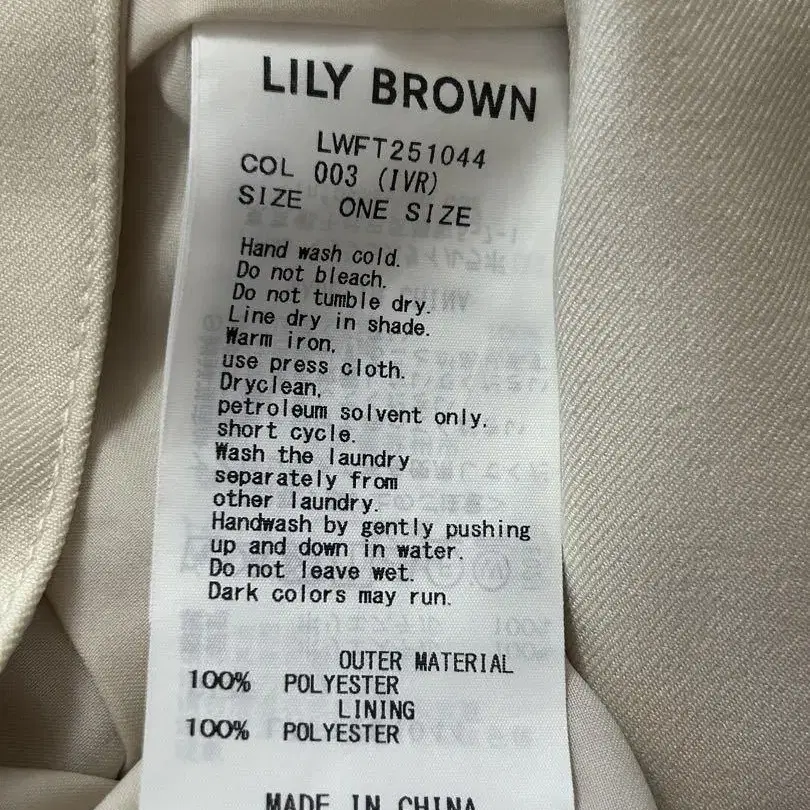 LILY BROWN
LWFT251044
COL 003 (IVR)
SIZE ONE SIZE
Hand wash cold.
Do not bleach.
Do not tumble dry.
Line dry in shade.
Warm iron,
use press cloth.
Dryclean,
petroleum solvent only,
short cycle.
Wash the laundry
separately from
other laundry.
Handwash by gently pushing
up and down in water.
Do not leave wet.
Dark colors may run.
OUTER MATERIAL
100% POLYESTER
LINING
100% POLYESTER
MADE IN CHINA